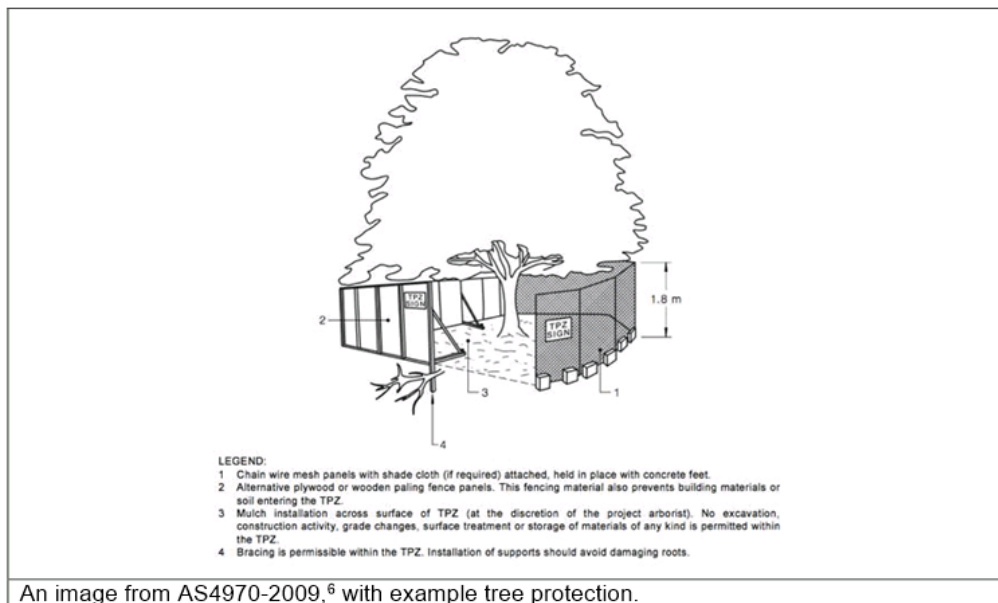 TPZ
SIGN
1.8 m
2
TPZ
SIGN
3
1
4
LEGEND:
1 Chain wire mesh panels with shade cloth (if required) attached, held in place with concrete feet.
2 Alternative plywood or wooden paling fence panels. This fencing material also prevents building materials or
soil entering the TPZ.
3 Mulch installation across surface of TPZ (at the discretion of the project arborist). No excavation,
construction activity, grade changes, surface treatment or storage of materials of any kind is permitted within
the TPZ.
4 Bracing is permissible within the TPZ. Installation of supports should avoid damaging roots.
An image from AS4970-2009,⁶ with example tree protection.